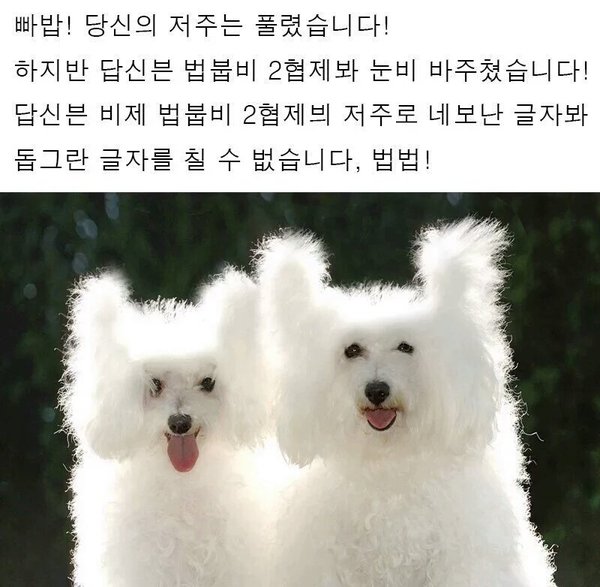 빠밥! 당신의 저주는 풀렸습니다!
하지반 답신븐 법붑비 2협제봐 눈비 바주쳤습니다!
답신븐 비제 법붑비 2협제븨 저주로 네보난 글자봐
돕그란 글자를 칠 수 없습니다, 법법!